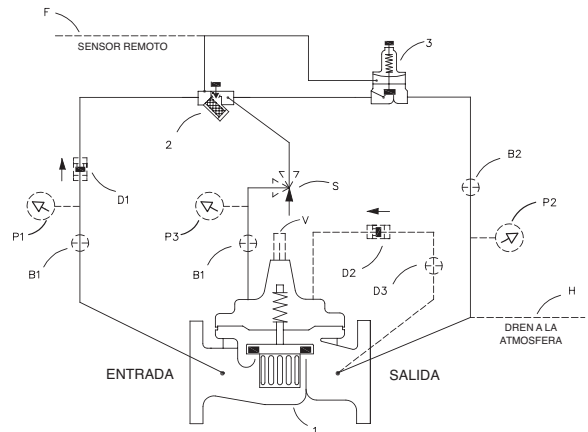 F
SENSOR REMOTO
3
2
B2
D1
S
P1
P3
V
P2
B1
B1
D2
D3
H
DREN A LA
ATMOSFERA
ENTRADA
SALIDA
1